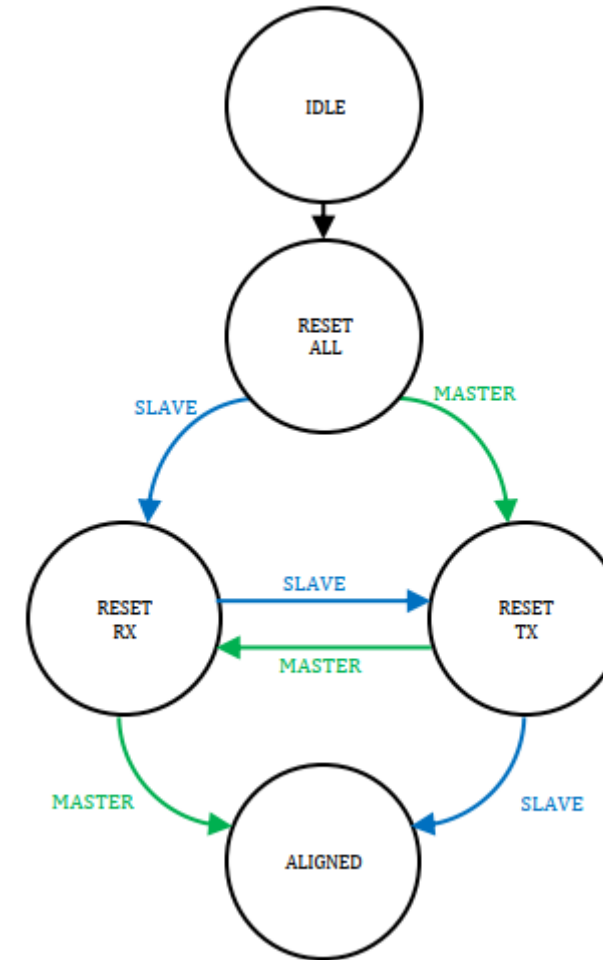 IDLE
RESET
ALL
SLAVE
MASTER
RESET
RX
SLAVE
MASTER
RESET
TX
MASTER
SLAVE
ALIGNED